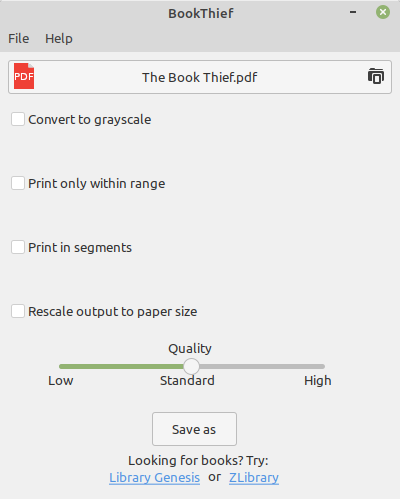 BookThief
File Help
PDF The Book Thief.pdf
Convert to grayscale
Print only within range
Print in segments
Rescale output to paper size
Quality
Low Standard High
Save as
Looking for books? Try:
Library Genesis or ZLibrary